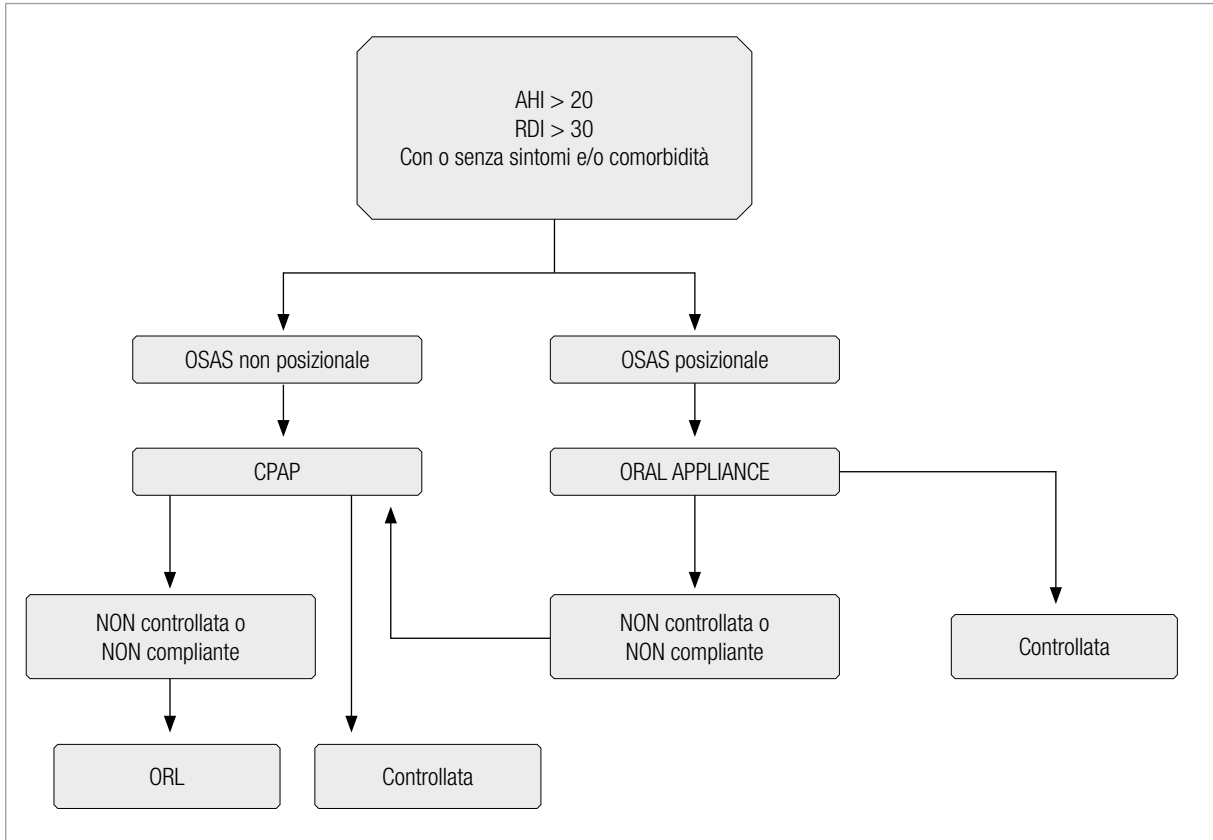 AHI > 20
RDI > 30
Con o senza sintomi e/o comorbidità
OSAS non posizionale
OSAS posizionale
CPAP
ORAL APPLIANCE
NON controllata o
NON compliante
NON controllata o
NON compliante
Controllata
ORL
Controllata